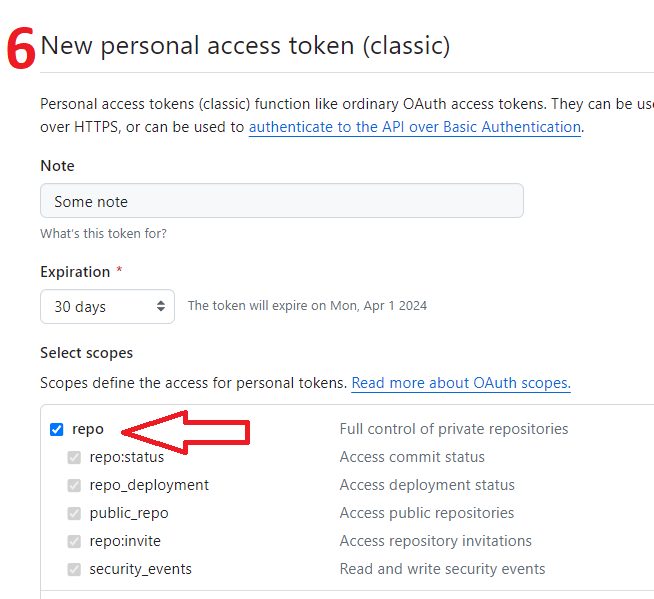 6
New personal access token (classic)
Personal access tokens (classic) function like ordinary OAuth access tokens. They can be
over HTTPS, or can be used to authenticate to the API over Basic Authentication.
Note
Some note
What's this token for?
Expiration *
30 days
The token will expire on Mon, Apr 1 2024
Select scopes
Scopes define the access for personal tokens. Read more about OAuth scopes.
repo Full control of private repositories
repo:status Access commit status
repo_deployment Access deployment status
public_repo Access public repositories
repo:invite Access repository invitations
security_events Read and write security events